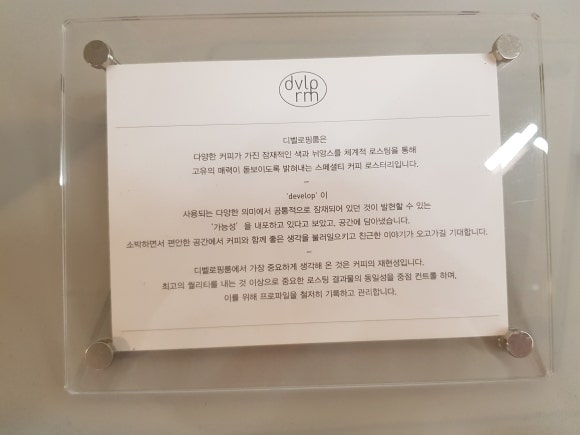 dvlp
rm
디벨로핑룸은
다양한 커피가 가진 잠재적인 색과 뉘앙스를 체계적 로스팅을 통해
고유의 매력이 돋보이도록 밝혀내는 스페셜티 커피 로스터리입니다.
–
'develop' 이
사용되는 다양한 의미에서 공통적으로 잠재되어 있던 것이 발현할 수 있는
'가능성' 을 내포하고 있다고 보았고, 공간에 담아냈습니다.
소박하면서 편안한 공간에서 커피와 함께 좋은 생각을 불러일으키고 친근한 이야기가 오고가길 기대합니다.
–
디벨로핑룸에서 가장 중요하게 생각해 온 것은 커피의 재현성입니다.
최고의 퀄리티를 내는 것 이상으로 중요한 로스팅 결과물의 동일성을 중점 컨트롤 하며,
이를 위해 프로파일을 철저히 기록하고 관리합니다.